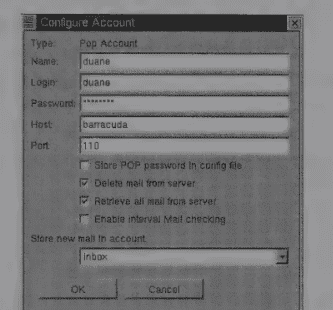 Configure Account
Type: Pop Account
Name: duane
Login: duane
Password: ********
Host: barracuda
Port 110
Store POP password in config file
Delete mail from server
Retrieve all mail from server
Enable interval Mail checking
Store new mail in account
Inbox
OK Cancel